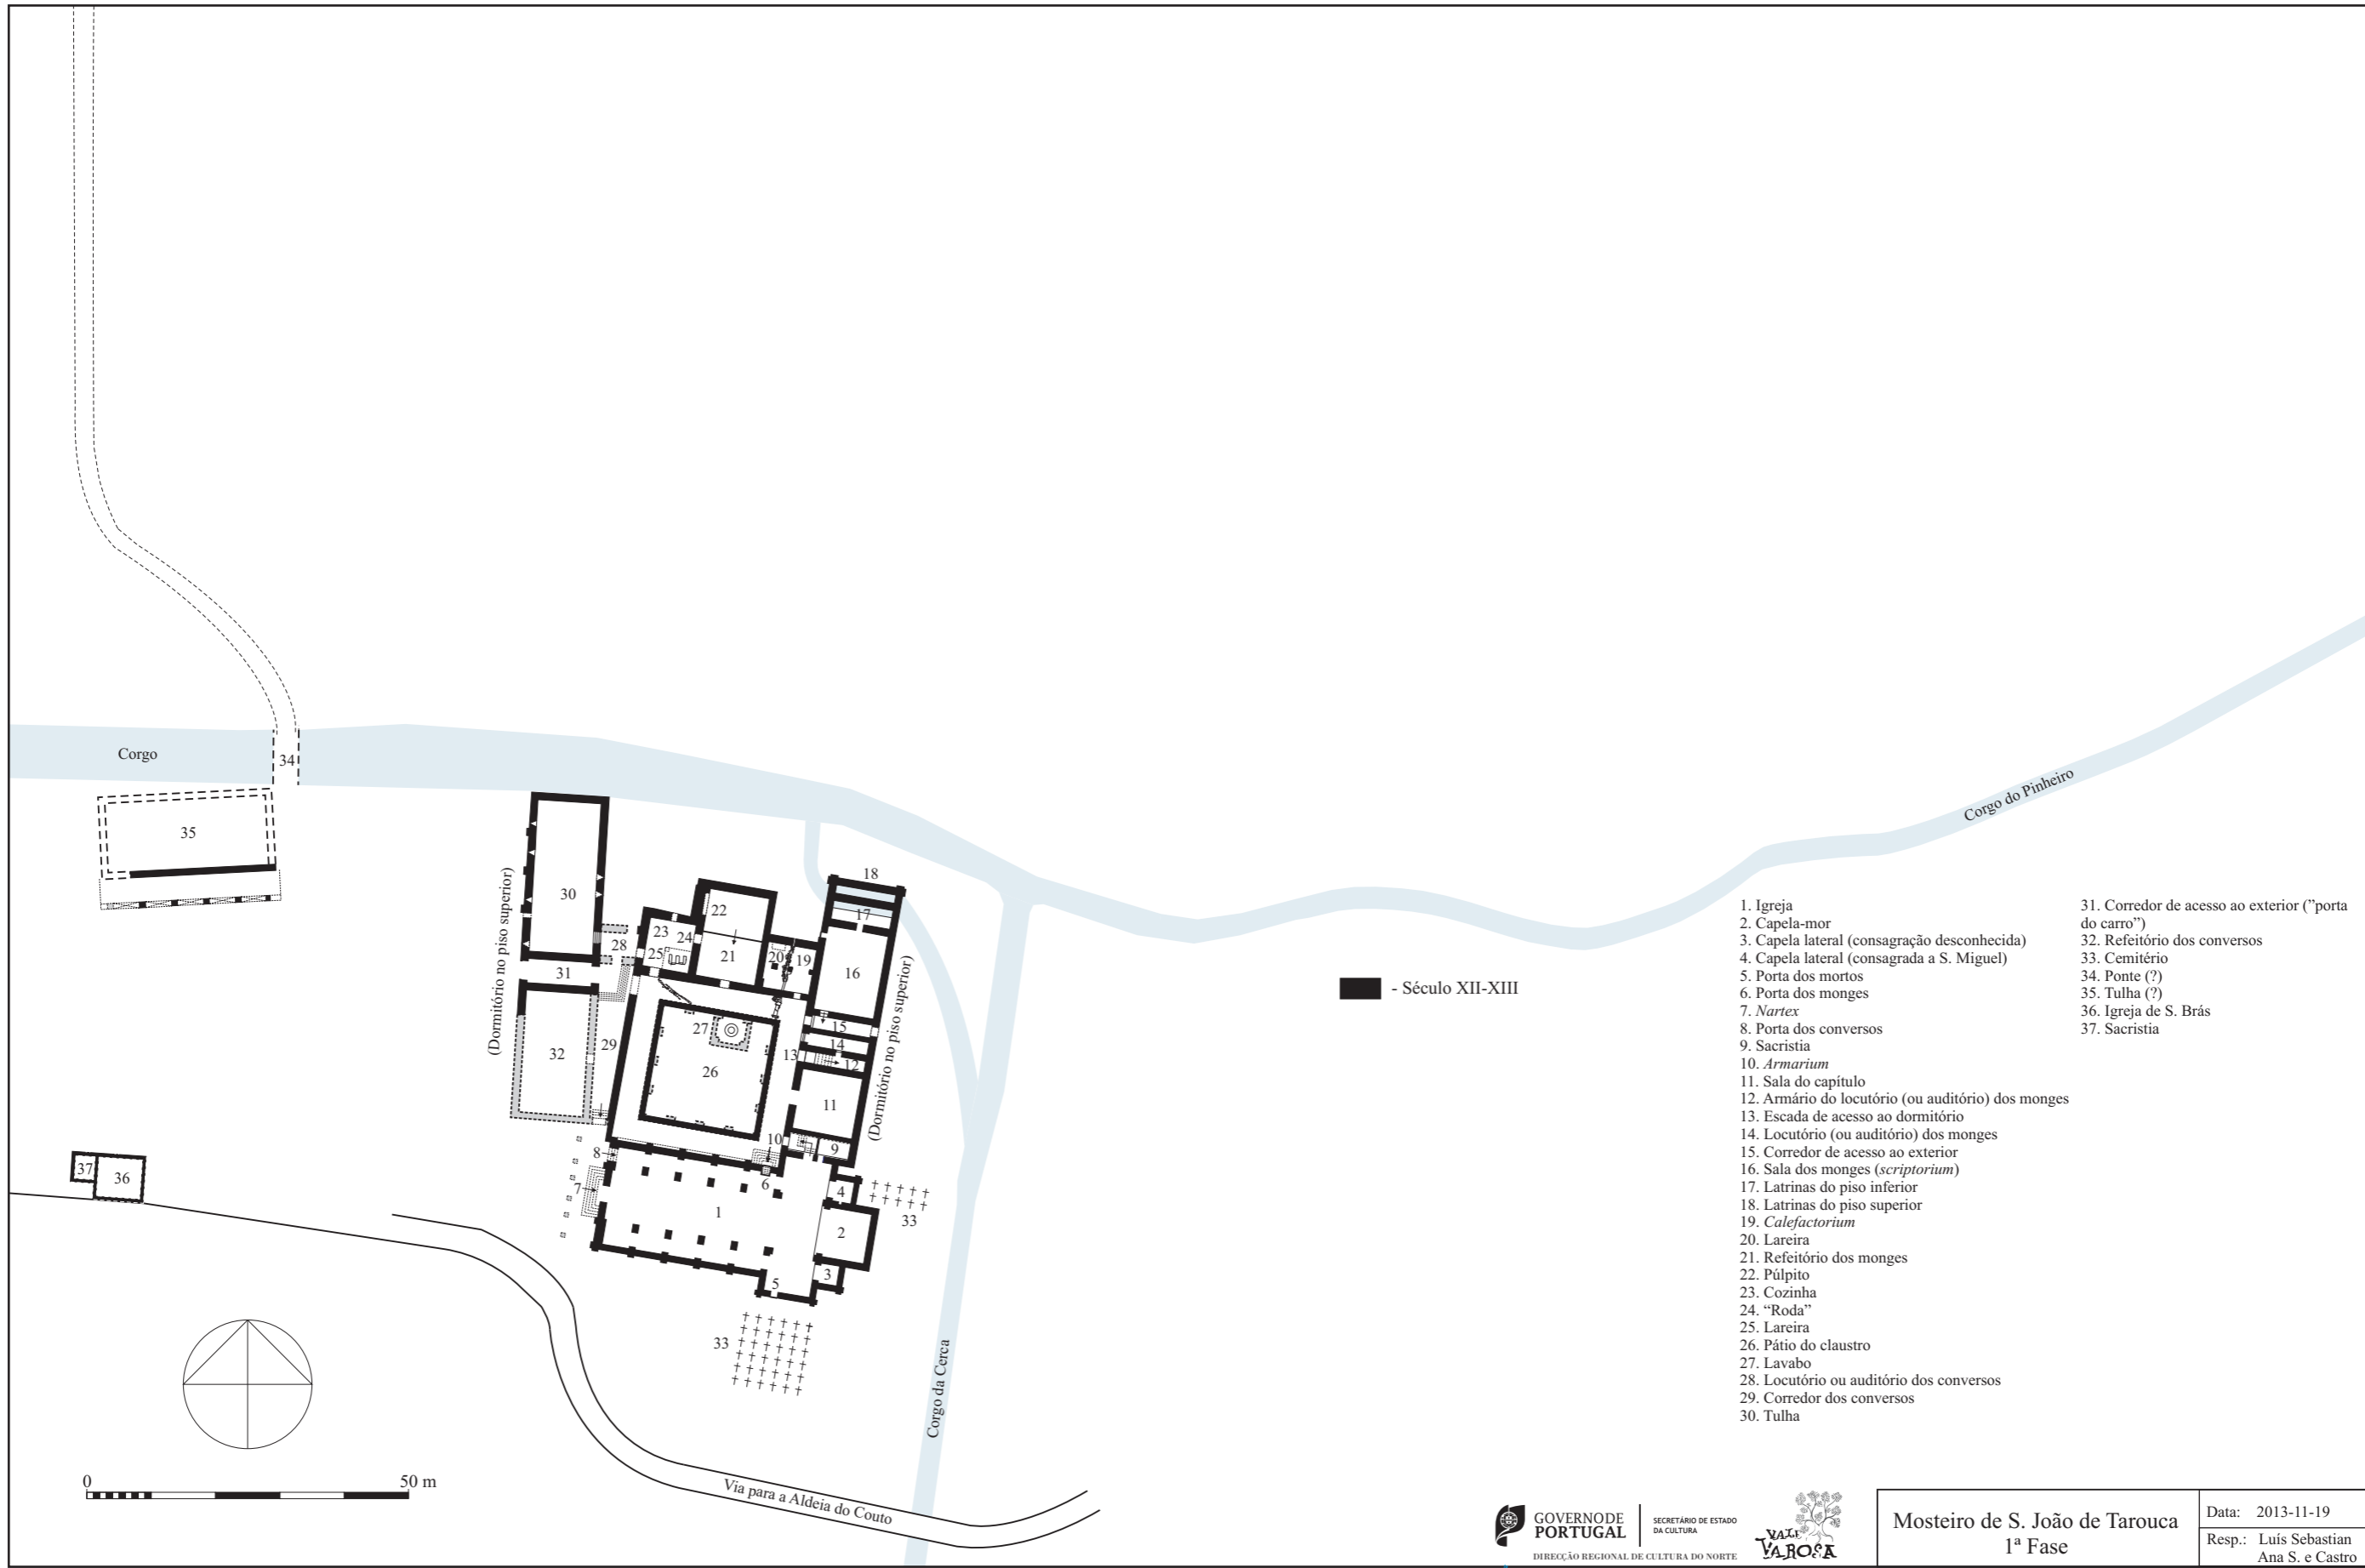 Corgo
34
35
30
(Dormitório no piso superior)
18
17
22
23
24
28
25
21
20
19
16
31
(Dormitório no piso superior)
15
27
14
29
13
12
32
26
11
10
9
8
6
37
36
7
4
33
1
2
3
5
33
Corgo da Cerca
Corgo do Pinheiro
Via para a Aldeia do Couto
0
50 m
- Século XII-XIII
1. Igreja
2. Capela-mor
3. Capela lateral (consagração desconhecida)
4. Capela lateral (consagrada a S. Miguel)
5. Porta dos mortos
6. Porta dos monges
7. Nartex
8. Porta dos conversos
9. Sacristia
10. Armarium
11. Sala do capítulo
12. Armário do locutório (ou auditório) dos monges
13. Escada de acesso ao dormitório
14. Locutório (ou auditório) dos monges
15. Corredor de acesso ao exterior
16. Sala dos monges (scriptorium)
17. Latrinas do piso inferior
18. Latrinas do piso superior
19. Calefactorium
20. Lareira
21. Refeitório dos monges
22. Púlpito
23. Cozinha
24. “Roda”
25. Lareira
26. Pátio do claustro
27. Lavabo
28. Locutório ou auditório dos conversos
29. Corredor dos conversos
30. Tulha
31. Corredor de acesso ao exterior (”porta
do carro”)
32. Refeitório dos conversos
33. Cemitério
34. Ponte (?)
35. Tulha (?)
36. Igreja de S. Brás
37. Sacristia
GOVERNO DE
PORTUGAL
SECRETÁRIO DE ESTADO
DA CULTURA
DIRECÇÃO REGIONAL DE CULTURA DO NORTE
VALE
VAROSA
Mosteiro de S. João de Tarouca
1ª Fase
Data: 2013-11-19
Resp.: Luís Sebastian
Ana S. e Castro